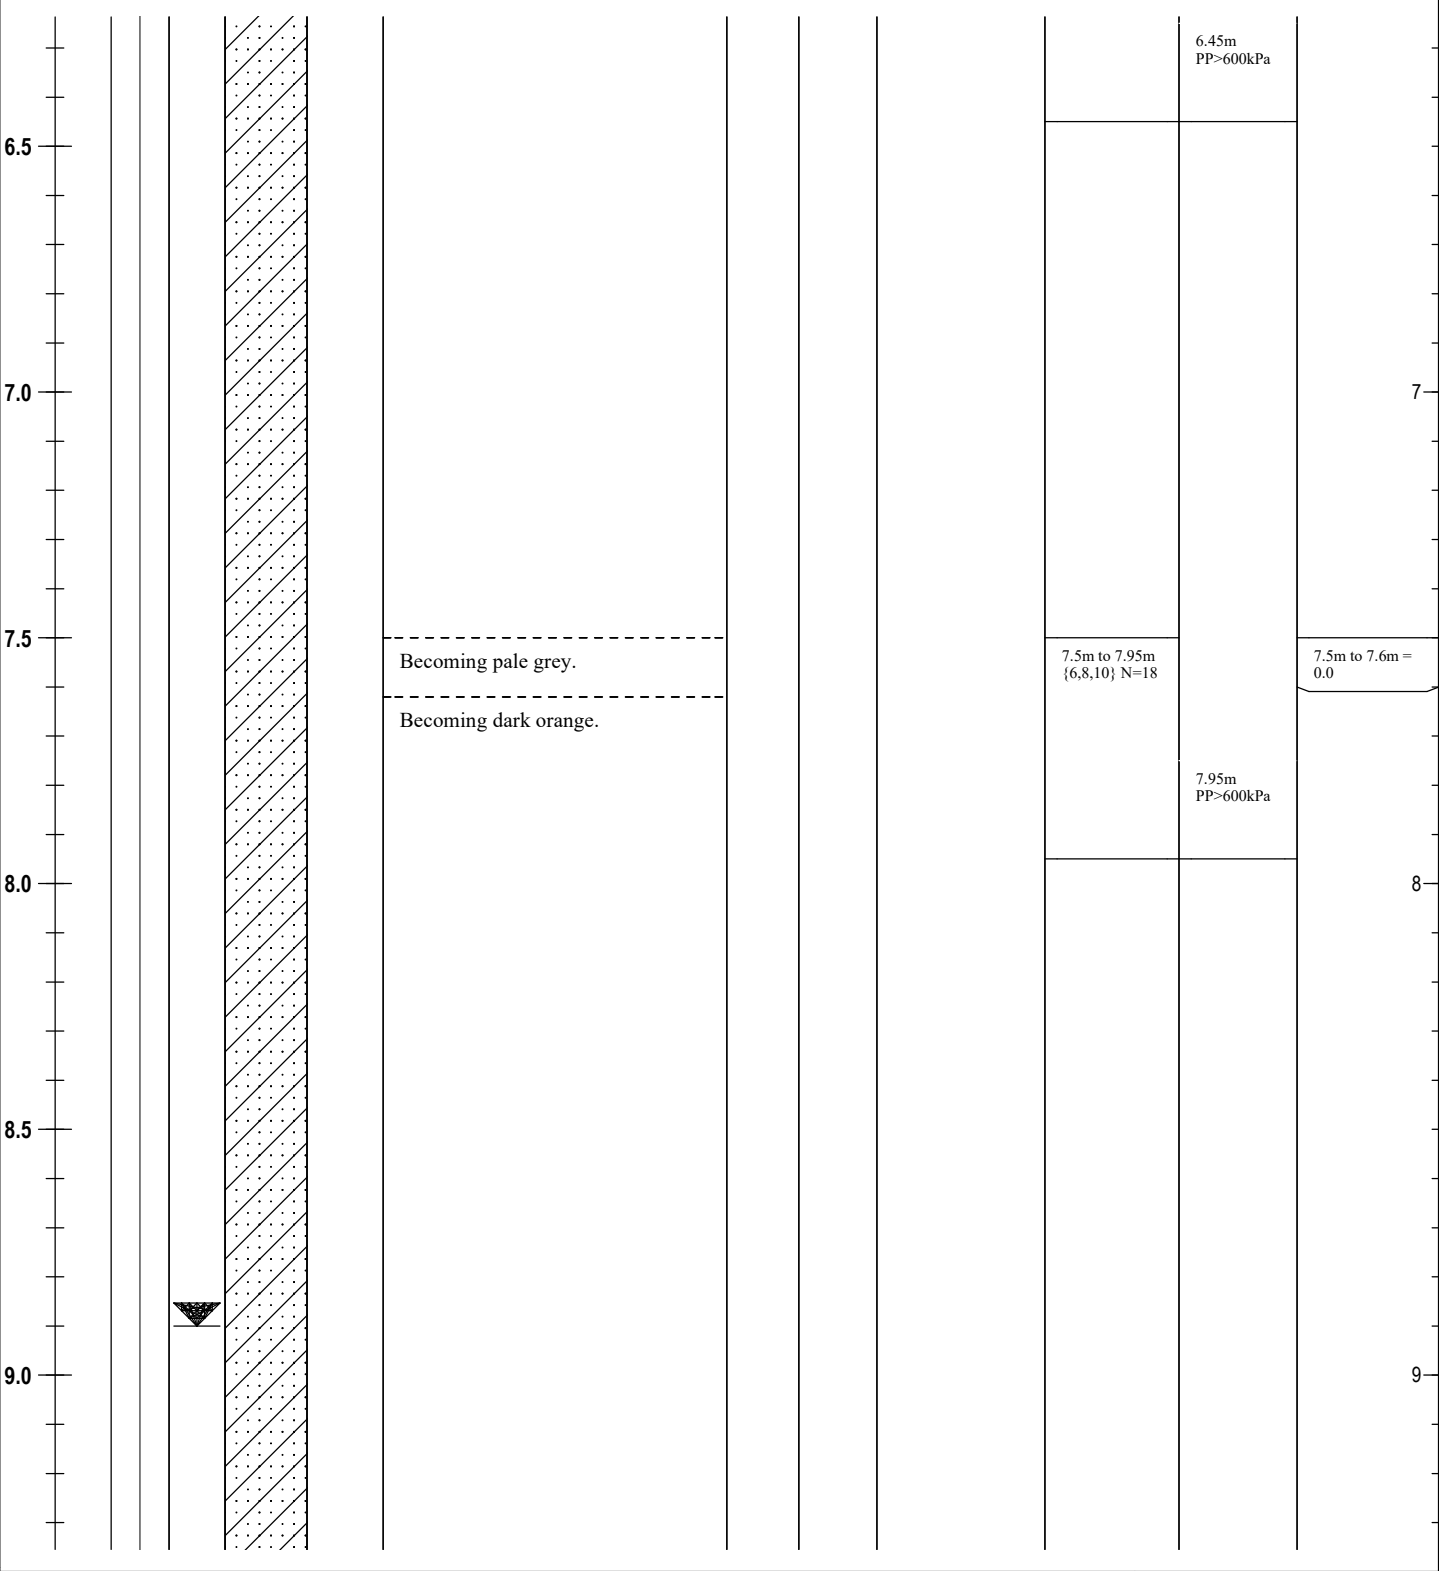 6.45m
PP>600kPa
6.5
7.0
7
7.5
Becoming pale grey.
7.5m to 7.95m
{6,8,10} N=18
7.5m to 7.6m =
0.0
Becoming dark orange.
7.95m
PP>600kPa
8.0
8
8.5
9.0
9